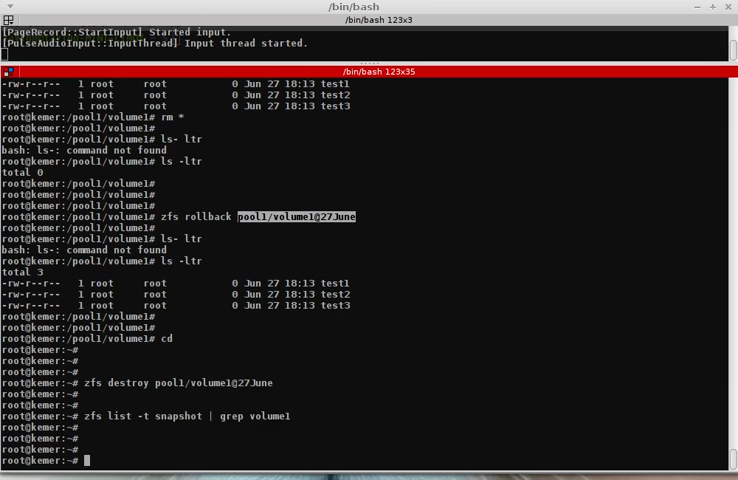 /bin/bash
/bin/bash 123x3
[PageRecord::StartInput] Started input.
[PulseAudioInput::InputThread] Input thread started.
/bin/bash 123x35
-rw-r--r-- 1 root root 0 Jun 27 18:13 test1
-rw-r--r-- 1 root root 0 Jun 27 18:13 test2
-rw-r--r-- 1 root root 0 Jun 27 18:13 test3
root@kemer:/pool1/volume1# rm *
root@kemer:/pool1/volume1#
root@kemer:/pool1/volume1# ls- ltr
bash: ls-: command not found
root@kemer:/pool1/volume1# ls -ltr
total 0
root@kemer:/pool1/volume1#
root@kemer:/pool1/volume1#
root@kemer:/pool1/volume1#
root@kemer:/pool1/volume1# zfs rollback pool1/volume1@27June
root@kemer:/pool1/volume1#
root@kemer:/pool1/volume1# ls- ltr
bash: ls-: command not found
root@kemer:/pool1/volume1# ls -ltr
total 3
-rw-r--r-- 1 root root 0 Jun 27 18:13 test1
-rw-r--r-- 1 root root 0 Jun 27 18:13 test2
-rw-r--r-- 1 root root 0 Jun 27 18:13 test3
root@kemer:/pool1/volume1#
root@kemer:/pool1/volume1#
root@kemer:/pool1/volume1# cd
root@kemer:~#
root@kemer:~#
root@kemer:~#
root@kemer:~# zfs destroy pool1/volume1@27June
root@kemer:~#
root@kemer:~#
root@kemer:~# zfs list -t snapshot | grep volume1
root@kemer:~#
root@kemer:~#
root@kemer:~#
root@kemer:~#